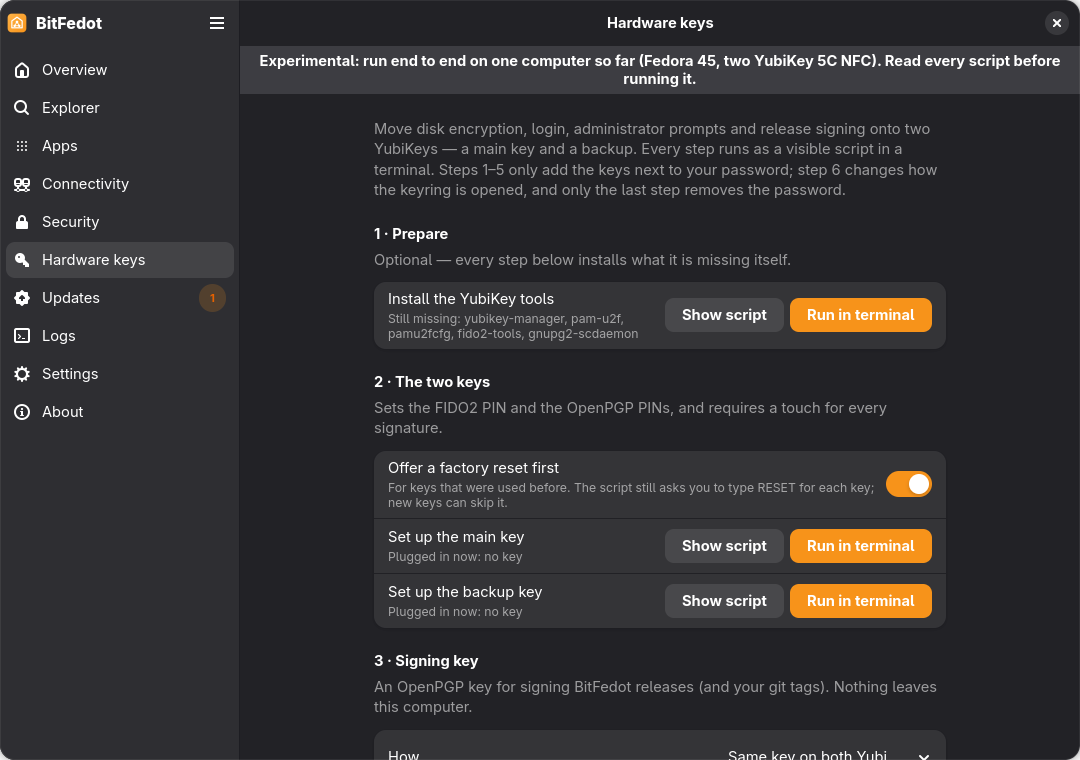 BitFedot
Overview
Explorer
Apps
Connectivity
Security
Hardware keys
Updates
1
Logs
Settings
About
Hardware keys
Experimental: run end to end on one computer so far (Fedora 45, two YubiKey 5C NFC). Read every script before
running it.
Move disk encryption, login, administrator prompts and release signing onto two
YubiKeys — a main key and a backup. Every step runs as a visible script in a
terminal. Steps 1–5 only add the keys next to your password; step 6 changes how
the keyring is opened, and only the last step removes the password.
1 · Prepare
Optional — every step below installs what it is missing itself.
Install the YubiKey tools
Still missing: yubikey-manager, pam-u2f,
pamu2fcfg, fido2-tools, gnupg2-scdaemon
Show script
Run in terminal
2 · The two keys
Sets the FIDO2 PIN and the OpenPGP PINs, and requires a touch for every
signature.
Offer a factory reset first
For keys that were used before. The script still asks you to type RESET for each key;
new keys can skip it.
Set up the main key
Plugged in now: no key
Show script
Run in terminal
Set up the backup key
Plugged in now: no key
Show script
Run in terminal
3 · Signing key
An OpenPGP key for signing BitFedot releases (and your git tags). Nothing leaves
this computer.
How
Same key on both Yubi